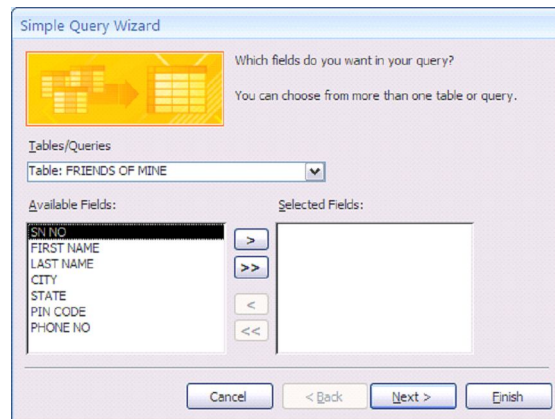 Simple Query Wizard
Which fields do you want in your query?
You can choose from more than one table or query.
Tables/Queries
Table: FRIENDS OF MINE
Available Fields:
Selected Fields:
SN NO
FIRST NAME
LAST NAME
CITY
STATE
PIN CODE
PHONE NO
>
>>
<
<<
Cancel
< Back
Next >
Finish